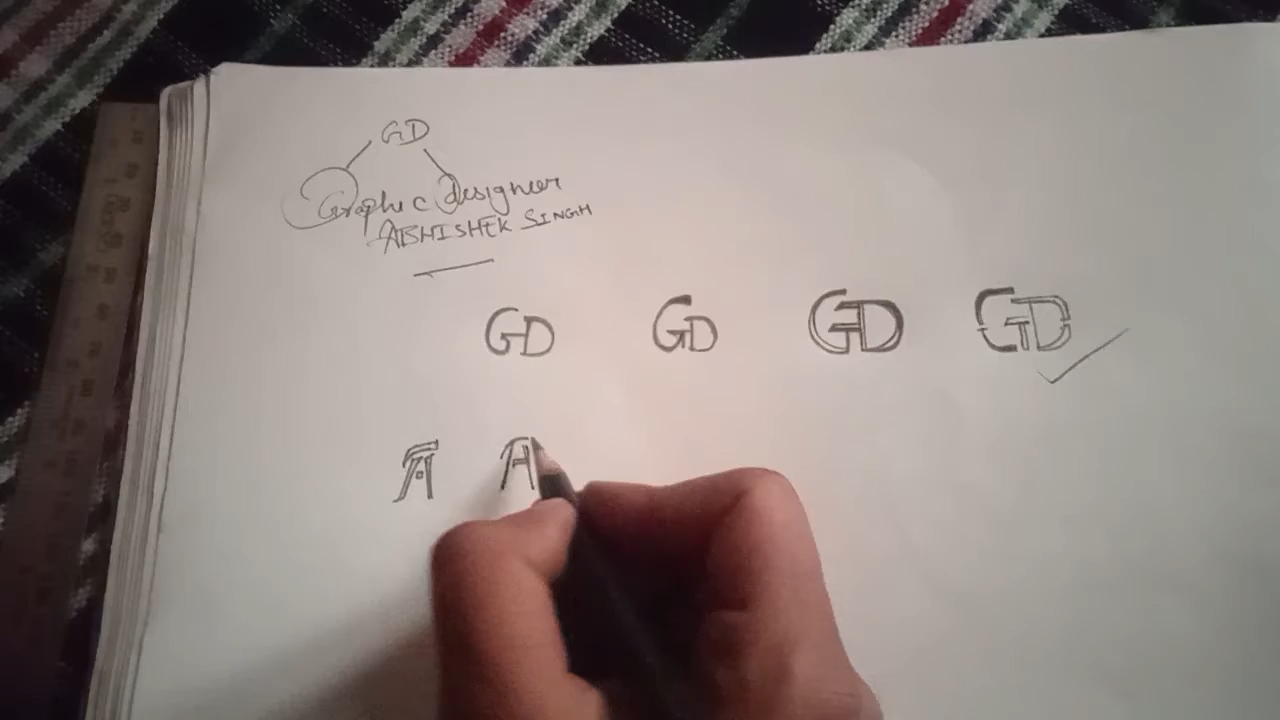 GD
Graphic designer
ABHISHEK SINGH
GD GD GD GD
A A